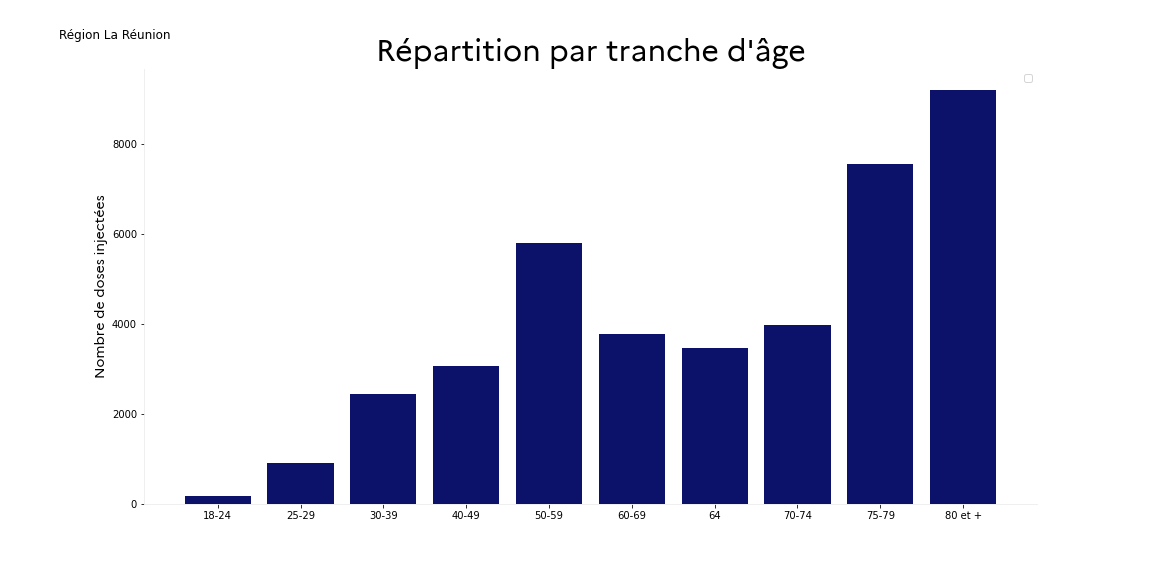 Région La Réunion
Répartition par tranche d'âge
Nombre de doses injectées
8000
6000
4000
2000
0
18-24 25-29 30-39 40-49 50-59 60-69 64 70-74 75-79 80 et +